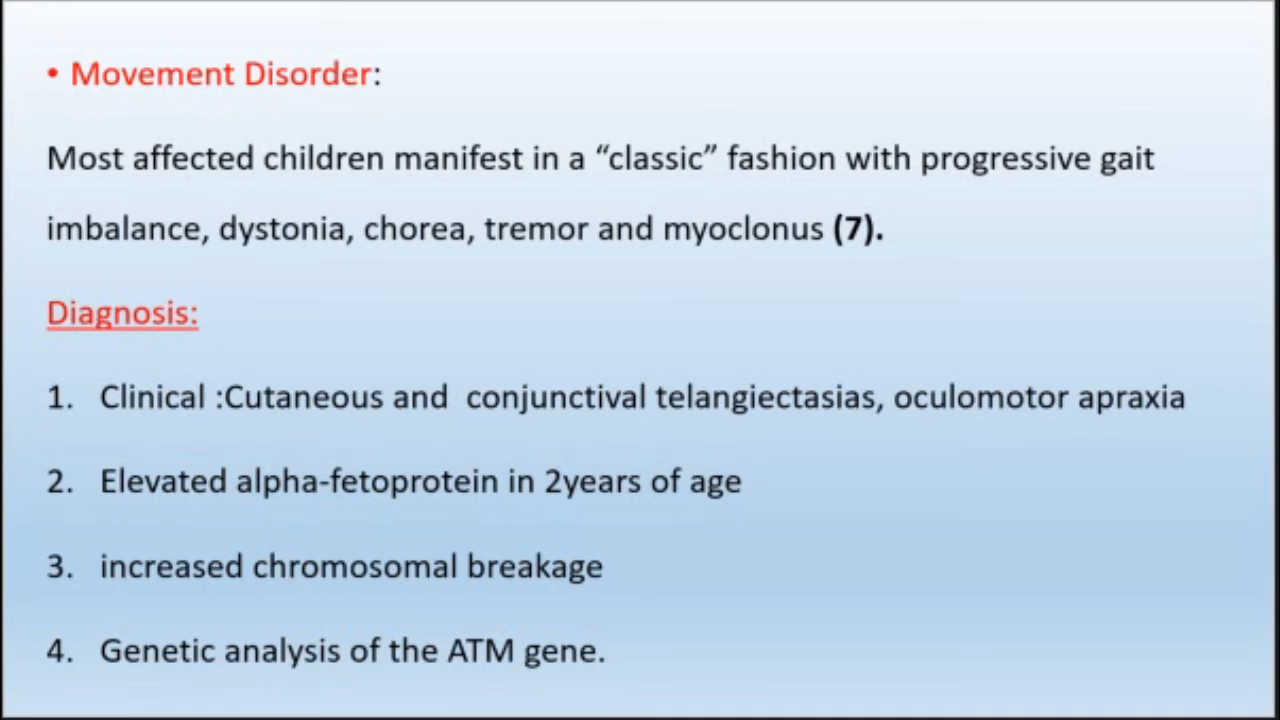 • Movement Disorder:
Most affected children manifest in a “classic” fashion with progressive gait
imbalance, dystonia, chorea, tremor and myoclonus (7).
Diagnosis:
1. Clinical :Cutaneous and  conjunctival telangiectasias, oculomotor apraxia
2. Elevated alpha-fetoprotein in 2years of age
3. increased chromosomal breakage
4. Genetic analysis of the ATM gene.